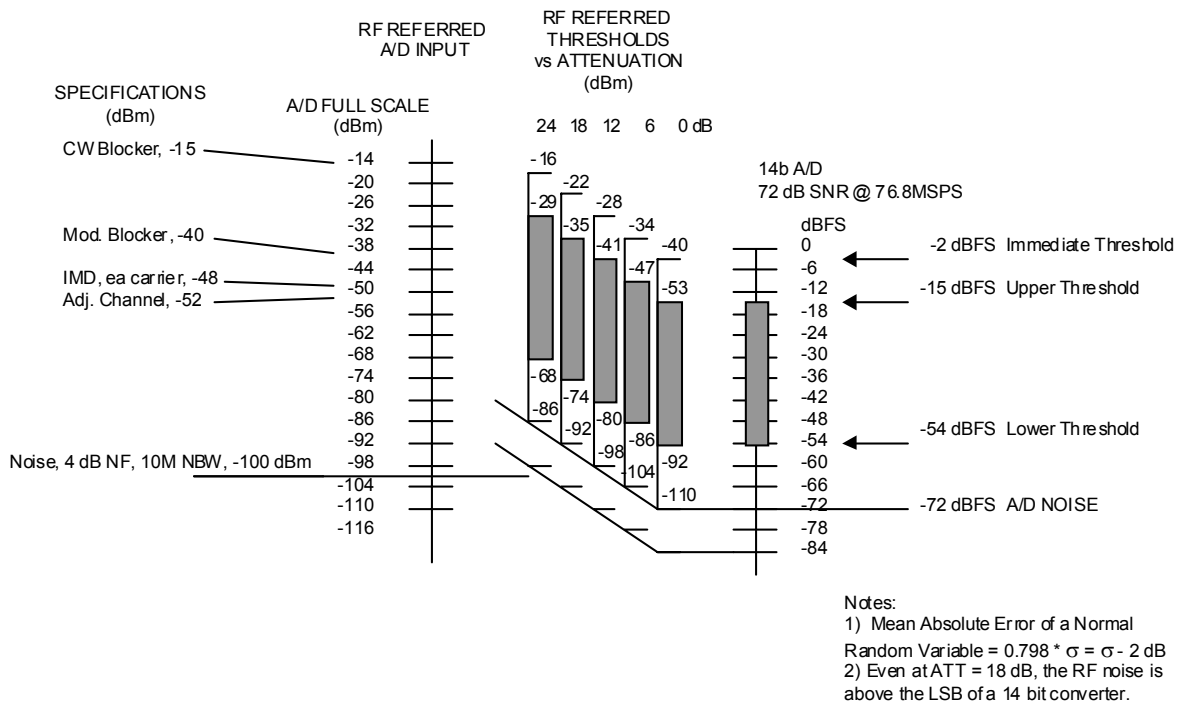 RF REFERRED
A/D INPUT
RF REFERRED
THRESHOLDS
vs ATTENUATION
(dBm)
SPECIFICATIONS
(dBm)
A/D FULL SCALE
(dBm)
24 18 12 6 0 dB
CW Blocker, -15
Mod. Blocker, -40
IMD, ea carrier, -48
Adj. Channel, -52
Noise, 4 dB NF, 10M NBW, -100 dBm
-14
-20
-26
-32
-38
-44
-50
-56
-62
-68
-74
-80
-86
-92
-98
-104
-110
-116
-16
-29
-68
-86
-22
-35
-74
-92
-28
-41
-80
-98
-34
-47
-86
-104
-40
-53
-92
-110
14b A/D
72 dB SNR @ 76.8MSPS
dBFS
0
-6
-12
-18
-24
-30
-36
-42
-48
-54
-60
-66
-72
-78
-84
-2 dBFS Immediate Threshold
-15 dBFS Upper Threshold
-54 dBFS Lower Threshold
-72 dBFS A/D NOISE
Notes:
1) Mean Absolute Error of a Normal
Random Variable = 0.798 * σ = σ - 2 dB
2) Even at ATT = 18 dB, the RF noise is
above the LSB of a 14 bit converter.